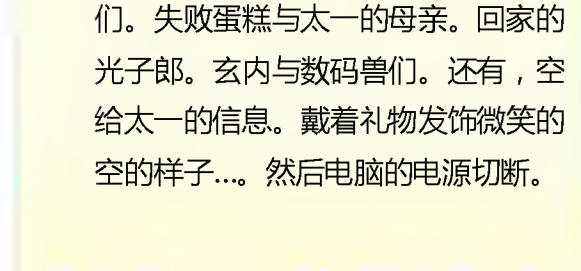 们。失败蛋糕与太一的母亲。回家的
光子郎。玄内与数码兽们。还有，空
给太一的信息。戴着礼物发饰微笑的
空的样子...。然后电脑的电源切断。